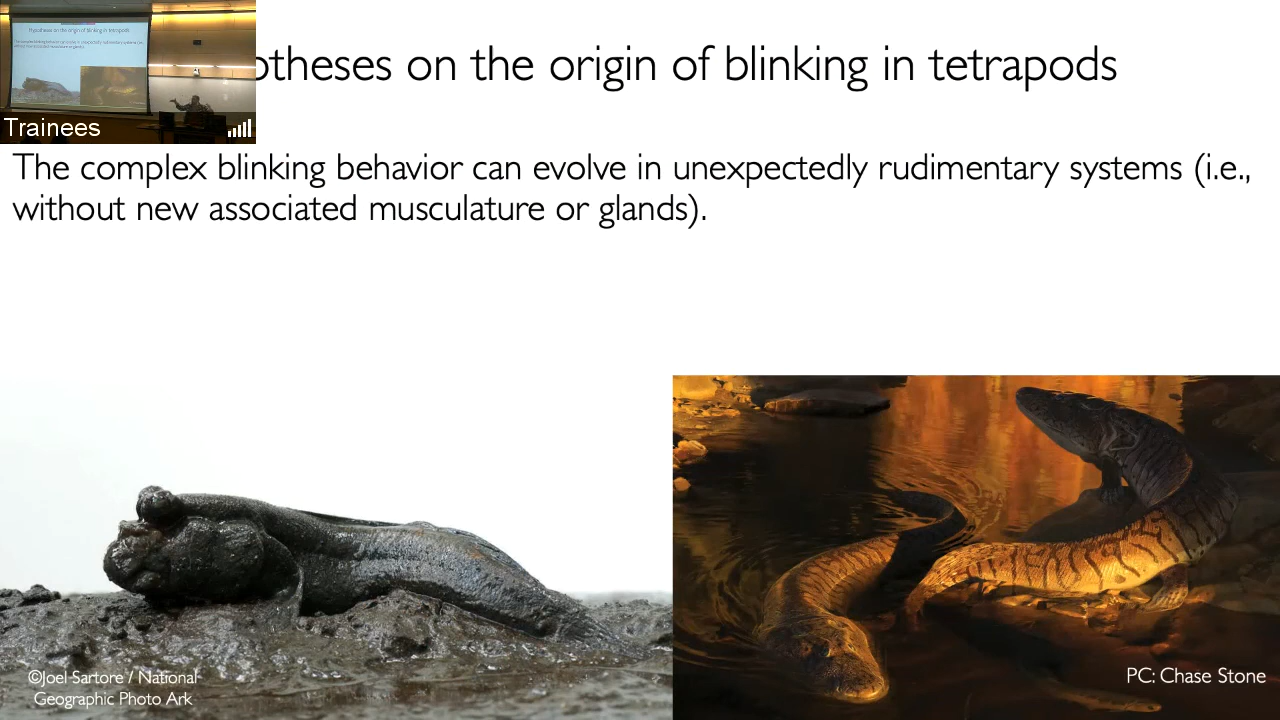 otheses on the origin of blinking in tetrapods
Trainees
The complex blinking behavior can evolve in unexpectedly rudimentary systems (i.e.,
without new associated musculature or glands).
©Joel Sartore / National
Geographic Photo Ark
PC: Chase Stone